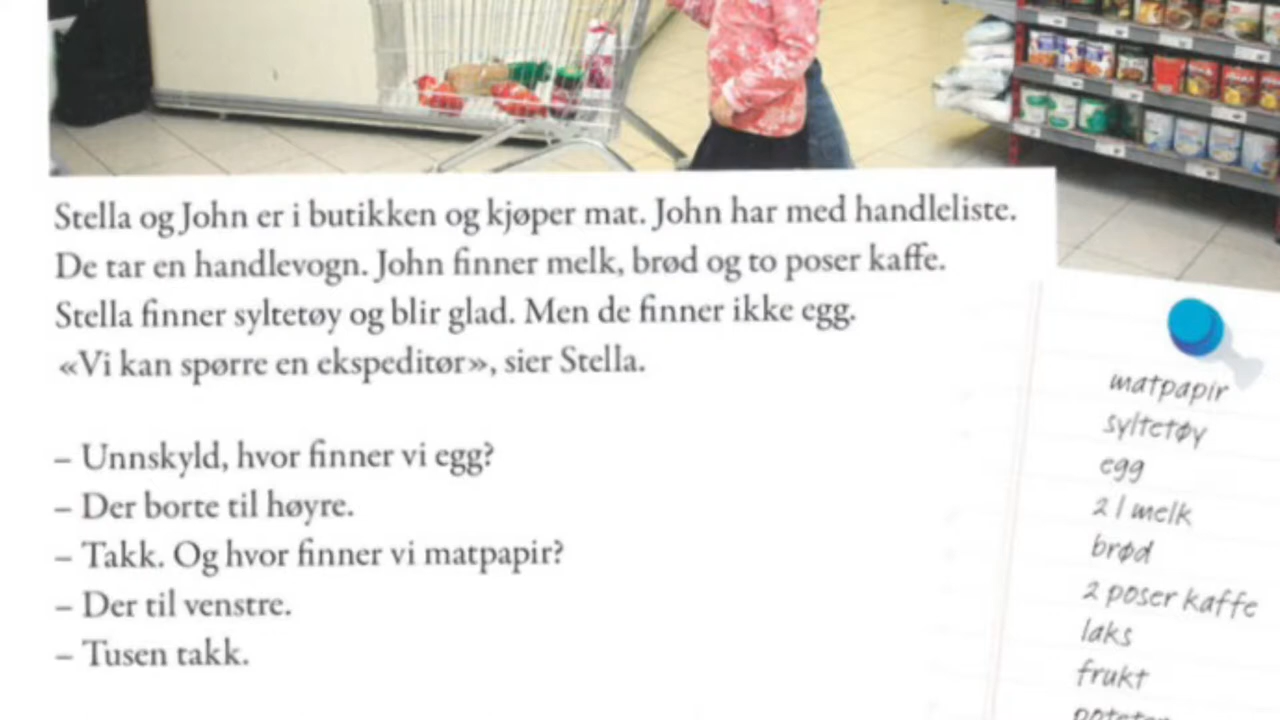 Stella og John er i butikken og kjøper mat. John har med handleliste.
De tar en handlevogn. John finner melk, brød og to poser kaffe.
Stella finner syltetøy og blir glad. Men de finner ikke egg.
«Vi kan spørre en ekspeditør», sier Stella.
– Unnskyld, hvor finner vi egg?
– Der borte til høyre.
– Takk. Og hvor finner vi matpapir?
– Der til venstre.
– Tusen takk.
matpapir
syltetøy
egg
2 l melk
brød
2 poser kaffe
laks
frukt